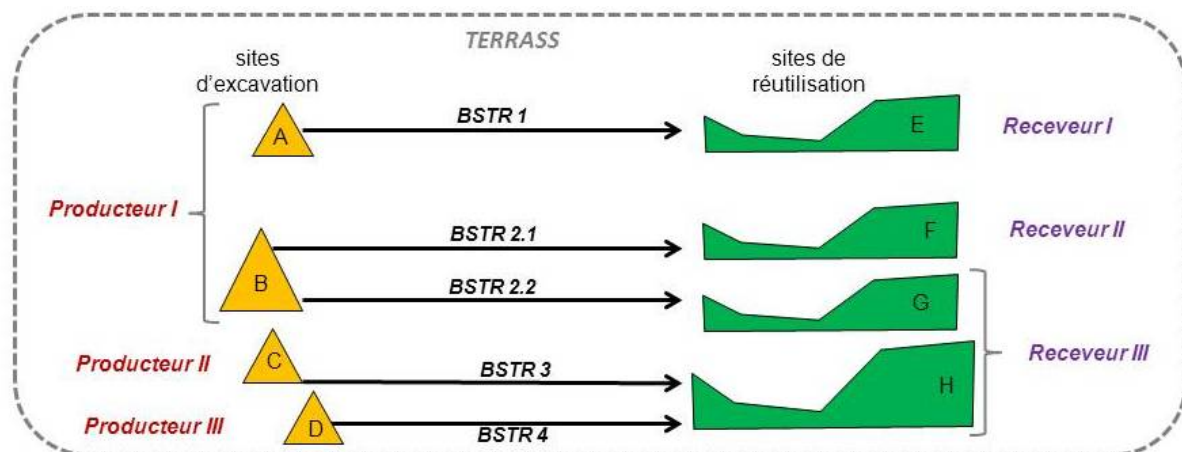 TERRASS
sites
d'excavation
sites de
réutilisation
A
BSTR 1
E
Receveur I
Producteur I
B
BSTR 2.1
F
Receveur II
BSTR 2.2
G
Producteur II
C
BSTR 3
H
Receveur III
Producteur III
D
BSTR 4